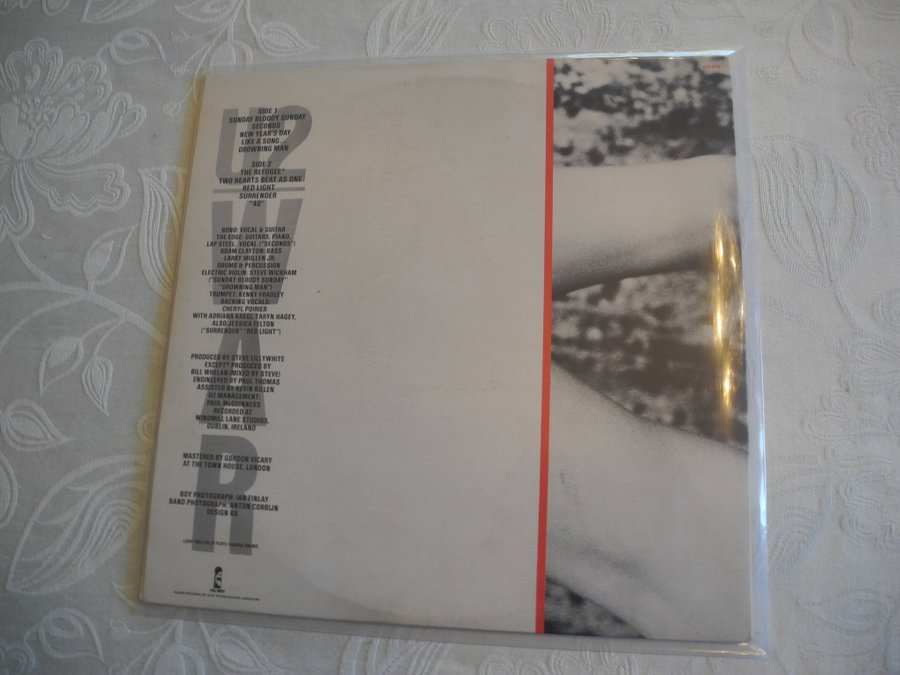 U2
WAR
SIDE 1
SUNDAY BLOODY SUNDAY
SECONDS
NEW YEAR'S DAY
LIKE A SONG...
DROWNING MAN
SIDE 2
THE REFUGEE*
TWO HEARTS BEAT AS ONE
RED LIGHT
SURRENDER
"40"
BONO: VOCAL & GUITAR
THE EDGE: GUITARS, PIANO,
LAP STEEL, VOCAL ("SECONDS")
ADAM CLAYTON: BASS
LARRY MULLEN JR:
DRUMS & PERCUSSION
ELECTRIC VIOLIN: STEVE WICKHAM
("SUNDAY BLOODY SUNDAY"
"DROWNING MAN")
TRUMPET: KENNY FRADLEY
BACKING VOCALS:
CHERYL POIRIER
WITH ADRIANA KAEGI, TARYN HAGEY,
ALSO JESSICA FELTON
("SURRENDER" "RED LIGHT")
PRODUCED BY STEVE LILLYWHITE
EXCEPT* PRODUCED BY
BILL WHELAN (MIXED BY STEVE)
ENGINEERED BY PAUL THOMAS
ASSISTED BY KEVIN KILLEN
U2 MANAGEMENT:
PAUL McGUINNESS
RECORDED AT
WINDMILL LANE STUDIOS,
DUBLIN, IRELAND
MASTERED BY GORDON VICARY
AT THE TOWN HOUSE, LONDON
BOY PHOTOGRAPH: IAN FINLAY
BAND PHOTOGRAPH: ANTON CORBIJN
DESIGN RX